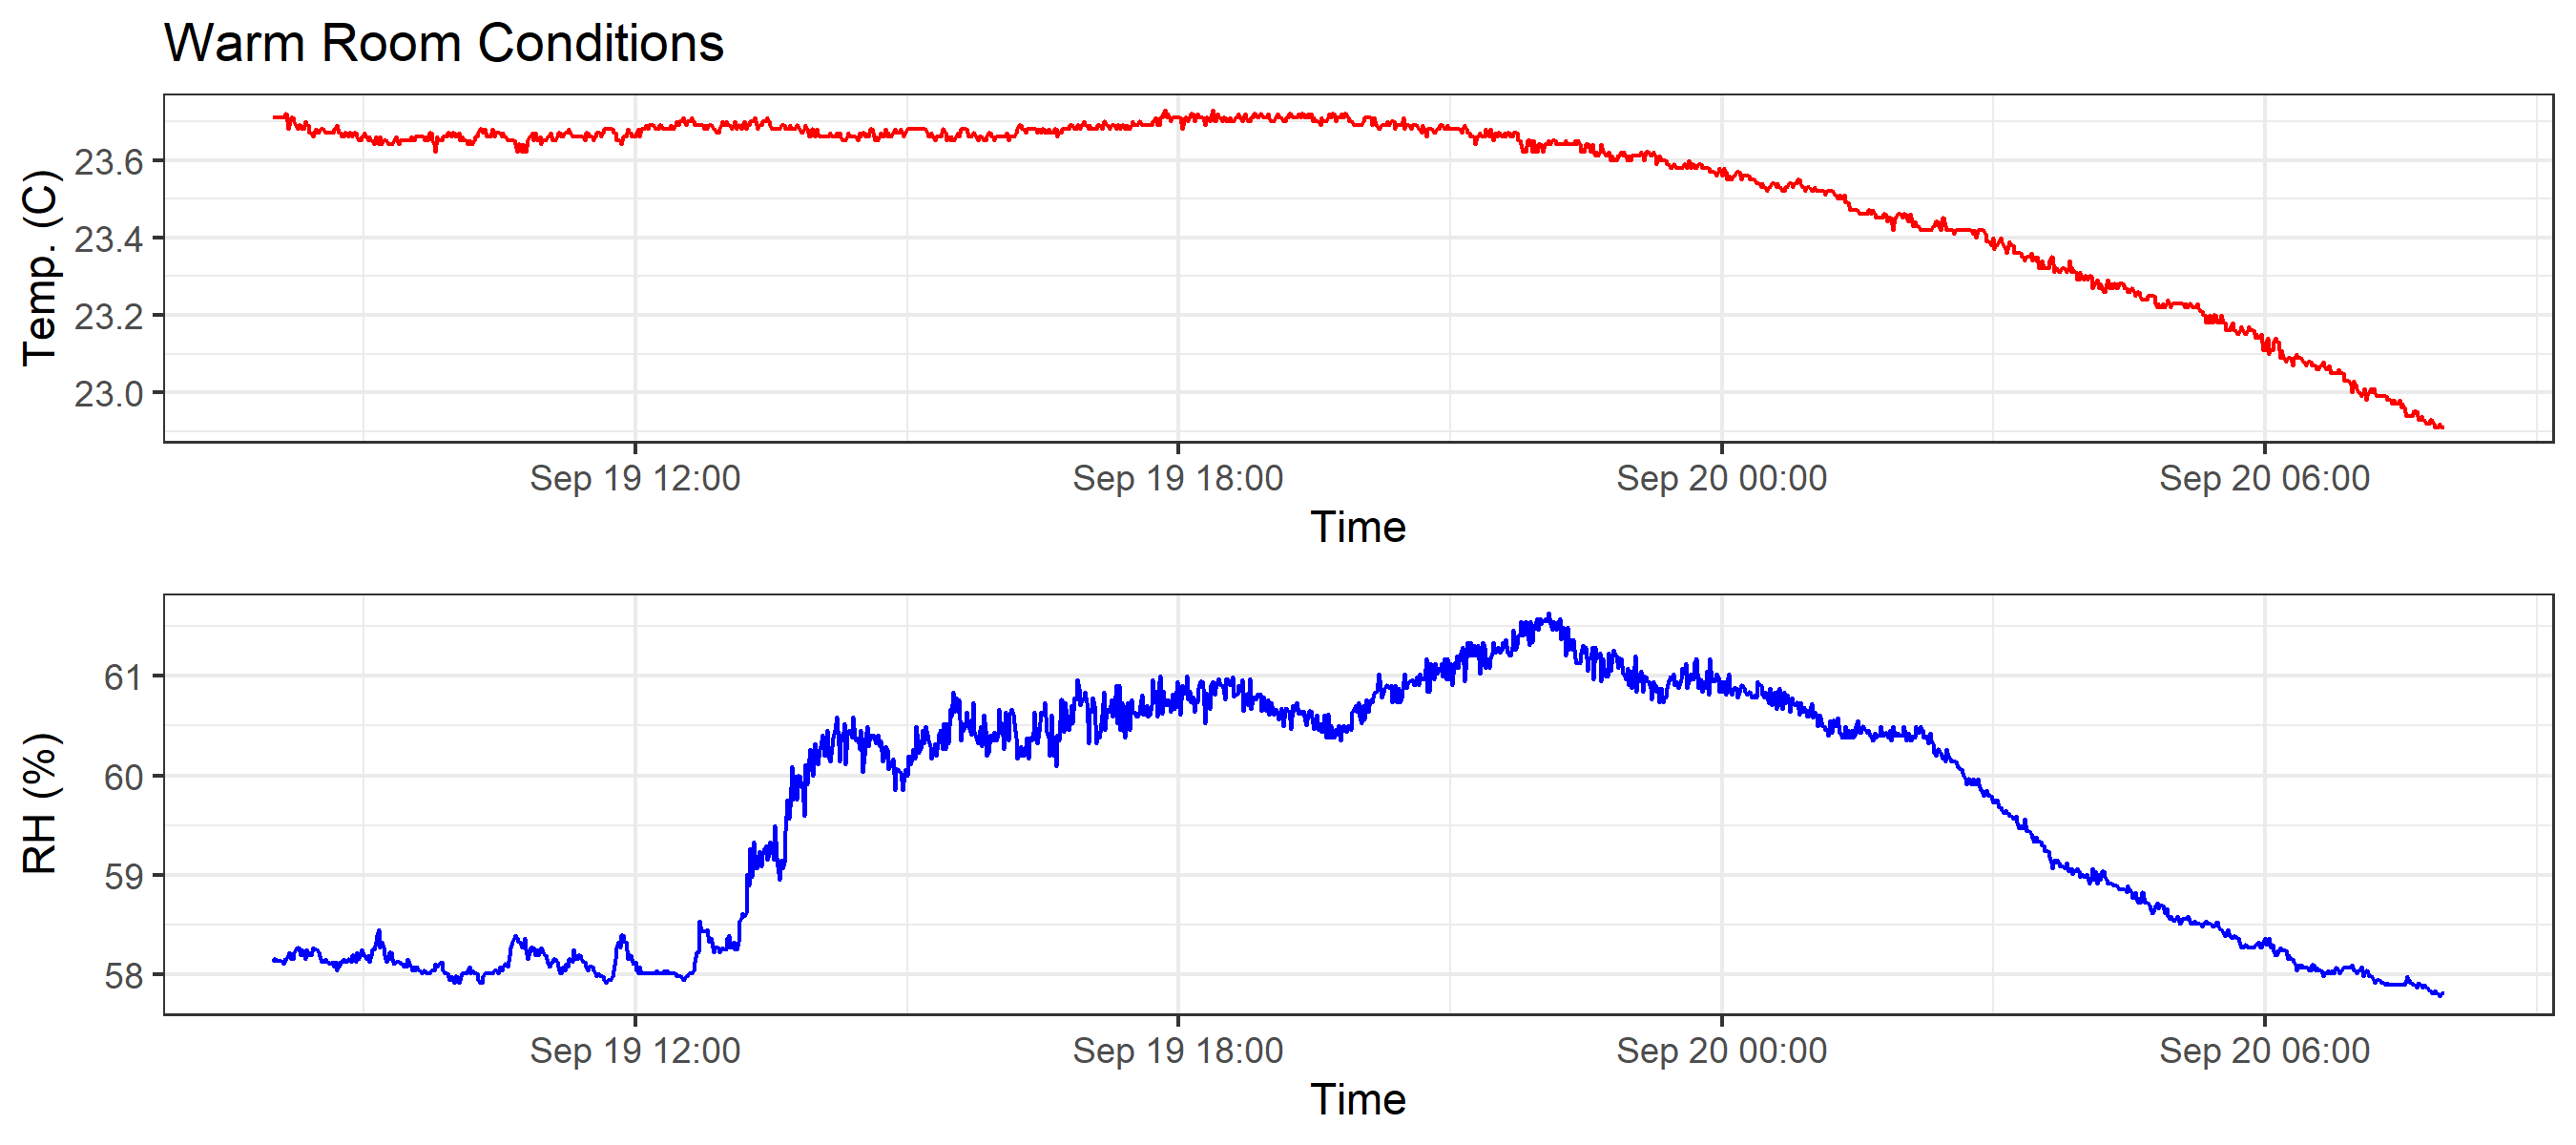 Warm Room Conditions
Temp. (C)
23.6
23.4
23.2
23.0
Sep 19 12:00 Sep 19 18:00 Sep 20 00:00 Sep 20 06:00
Time
RH (%)
61
60
59
58
Sep 19 12:00 Sep 19 18:00 Sep 20 00:00 Sep 20 06:00
Time